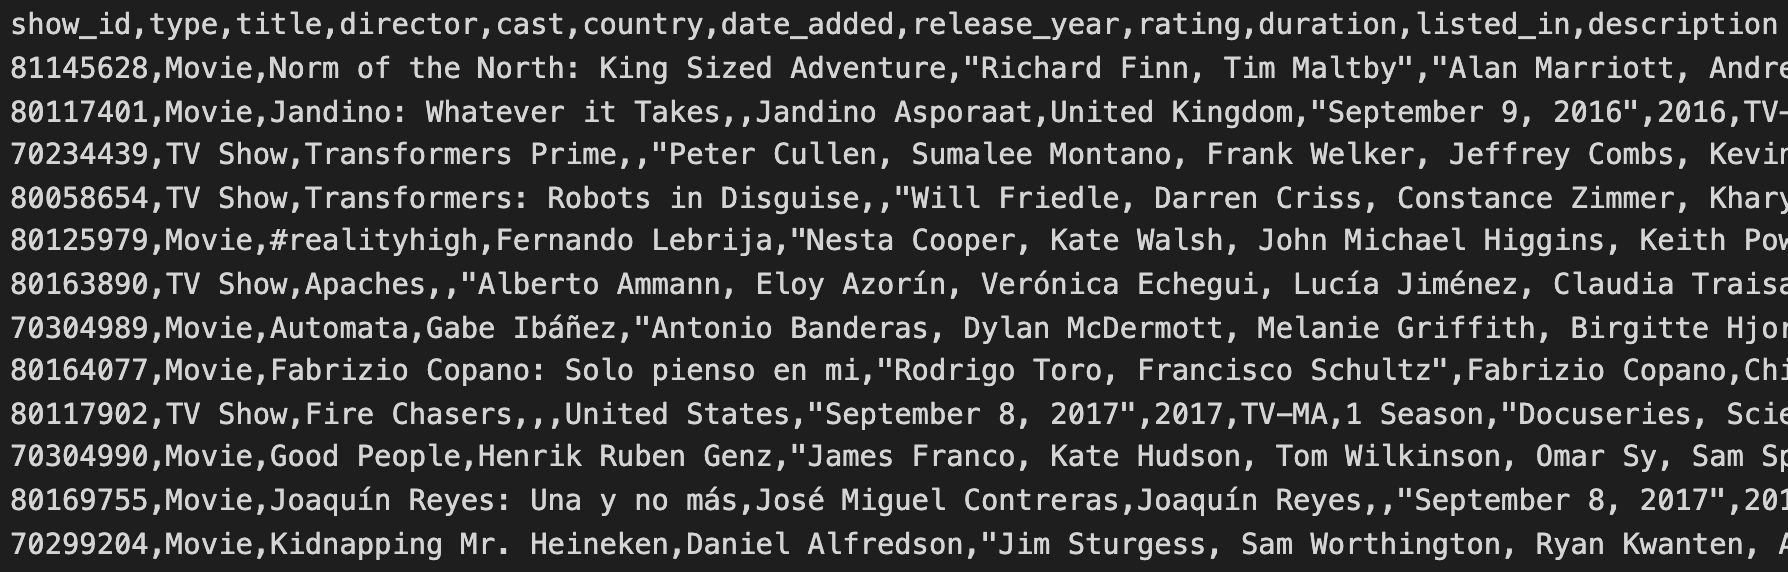 show_id,type,title,director,cast,country,date_added,release_year,rating,duration,listed_in,description
81145628,Movie,Norm of the North: King Sized Adventure,"Richard Finn, Tim Maltby","Alan Marriott, Andre
80117401,Movie,Jandino: Whatever it Takes,,Jandino Asporaat,United Kingdom,"September 9, 2016",2016,TV-
70234439,TV Show,Transformers Prime,,"Peter Cullen, Sumalee Montano, Frank Welker, Jeffrey Combs, Kevin
80058654,TV Show,Transformers: Robots in Disguise,,"Will Friedle, Darren Criss, Constance Zimmer, Khary
80125979,Movie,#realityhigh,Fernando Lebrija,"Nesta Cooper, Kate Walsh, John Michael Higgins, Keith Pow
80163890,TV Show,Apaches,,"Alberto Ammann, Eloy Azorín, Verónica Echegui, Lucía Jiménez, Claudia Traisa
70304989,Movie,Automata,Gabe Ibáñez,"Antonio Banderas, Dylan McDermott, Melanie Griffith, Birgitte Hjor
80164077,Movie,Fabrizio Copano: Solo pienso en mi,"Rodrigo Toro, Francisco Schultz",Fabrizio Copano,Chi
80117902,TV Show,Fire Chasers,,,United States,"September 8, 2017",2017,TV-MA,1 Season,"Docuseries, Scie
70304990,Movie,Good People,Henrik Ruben Genz,"James Franco, Kate Hudson, Tom Wilkinson, Omar Sy, Sam Sp
80169755,Movie,Joaquín Reyes: Una y no más,José Miguel Contreras,Joaquín Reyes,,"September 8, 2017",201
70299204,Movie,Kidnapping Mr. Heineken,Daniel Alfredson,"Jim Sturgess, Sam Worthington, Ryan Kwanten, A